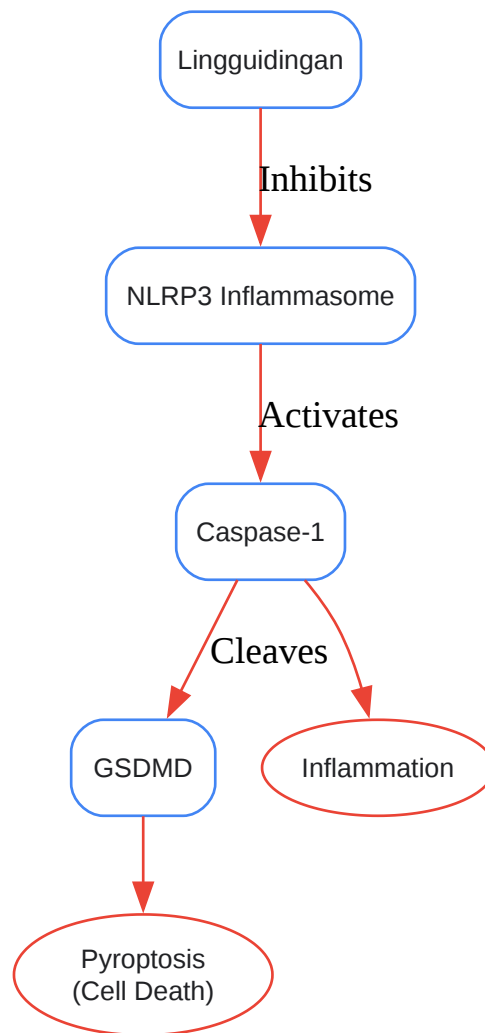 Lingguidingan
Inhibits
NLRP3 Inflammasome
Activates
Caspase-1
Cleaves
GSDMD
Inflammation
Pyroptosis
(Cell Death)